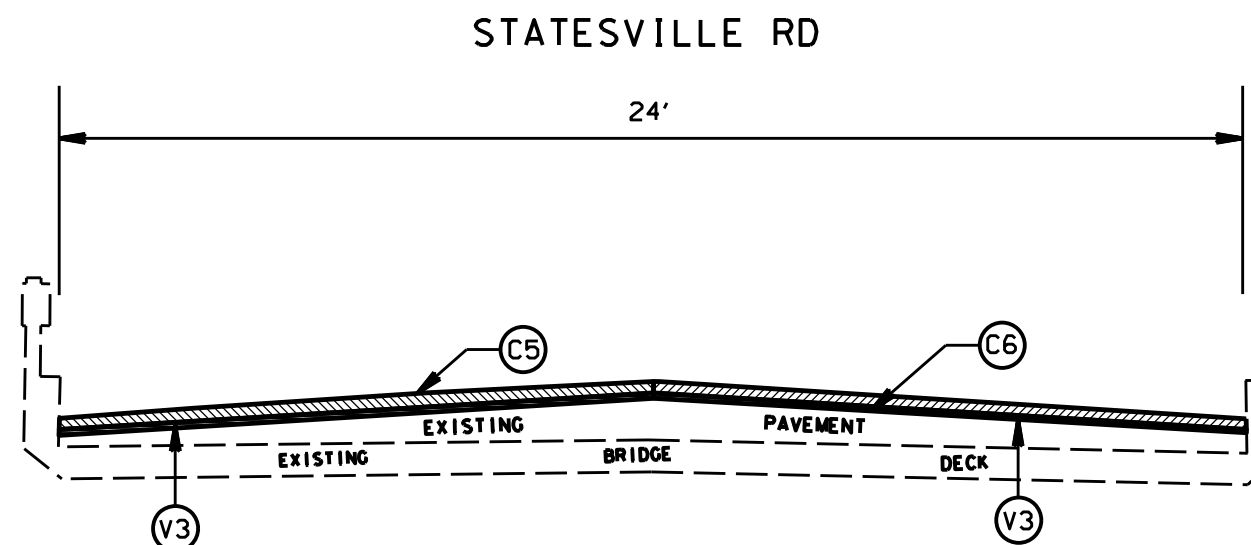 STATESVILLE RD
24'
C5
C6
EXISTING PAVEMENT
EXISTING BRIDGE DECK
V3 V3